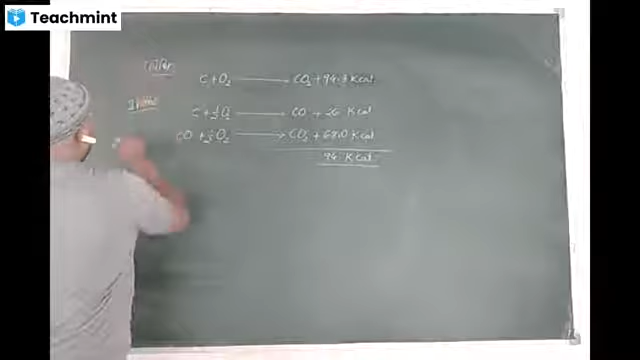 Teachmint
C + O₂ ⟶ CO₂ + 94.3 Kcal
C + ½O₂ ⟶ CO + 26 Kcal
CO + ½O₂ ⟶ CO₂ + 68.0 Kcal
94. Kcal